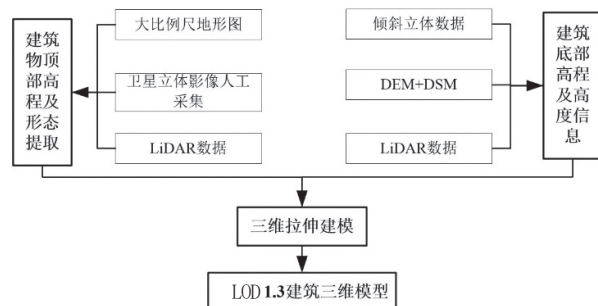 建筑
物顶
部高
程及
形态
提取
大比例尺地形图
卫星立体影像人工
采集
LiDAR数据
倾斜立体数据
DEM+DSM
LiDAR数据
建筑
底部
高程
及高
度信
息
三维拉伸建模
LOD 1.3建筑三维模型